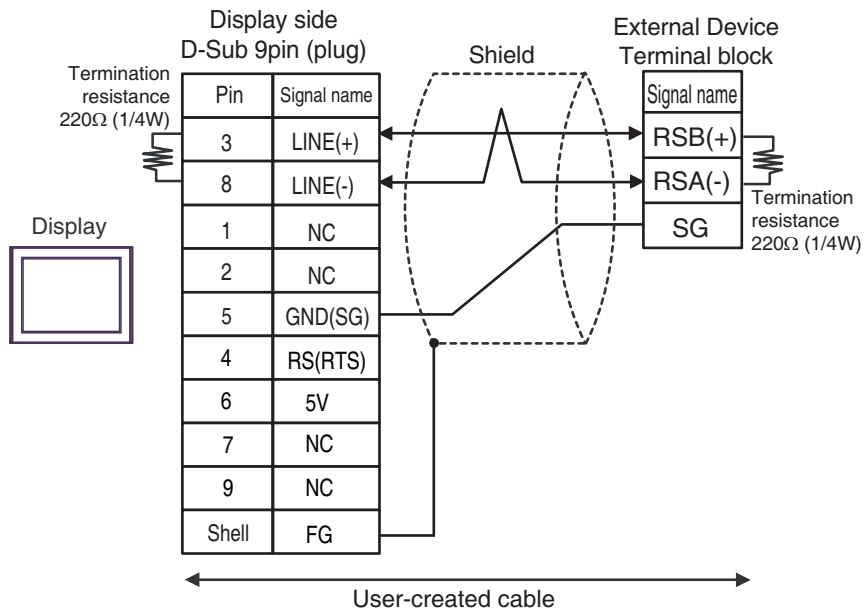 Display side
D-Sub 9pin (plug)
Shield
External Device
Terminal block
Termination
resistance
220Ω (1/4W)
Pin Signal name
3 LINE(+)
8 LINE(-)
1 NC
2 NC
5 GND(SG)
4 RS(RTS)
6 5V
7 NC
9 NC
Shell FG
Signal name
RSB(+)
RSA(-)
SG
Termination
resistance
220Ω (1/4W)
Display
User-created cable